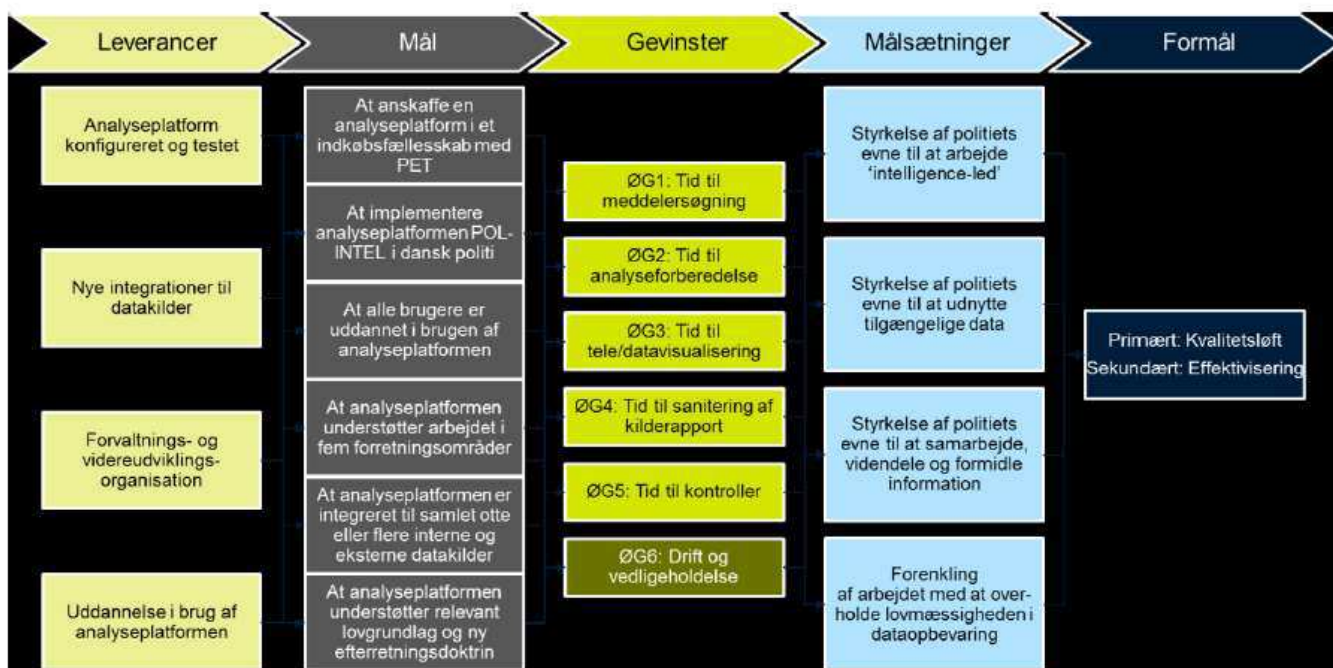 Leverancer
Mål
Gevinster
Målsætninger
Formål
Analyseplatform
konfigureret og testet
Nye integrationer til
datakilder
Forvaltnings- og
videreudviklings-
organisation
Uddannelse i brug af
analyseplatformen
At anskaffe en
analyseplatform i et
indkøbsfællesskab med
PET
At implementere
analyseplatformen POL-
INTEL i dansk politi
At alle brugere er
uddannet i brugen af
analyseplatformen
At analyseplatformen
understøtter arbejdet i
fem forretningsområder
At analyseplatformen er
integreret til samlet otte
eller flere interne og
eksterne datakilder
At analyseplatformen
understøtter relevant
lovgrundlag og ny
efterretningsdoktrin
ØG1: Tid til
meddelersøgning
ØG2: Tid til
analyseforberedelse
ØG3: Tid til
tele/datavisualisering
ØG4: Tid til sanitering af
kilderapport
ØG5: Tid til kontroller
ØG6: Drift og
vedligeholdelse
Styrkelse af politiets
evne til at arbejde
‘intelligence-led’
Styrkelse af politiets
evne til at udnytte
tilgængelige data
Styrkelse af politiets
evne til at samarbejde,
videndele og formidle
information
Forenkling
af arbejdet med at over-
holde lovmæssigheden i
dataopbevaring
Primært: Kvalitetsløft
Sekundært: Effektivisering